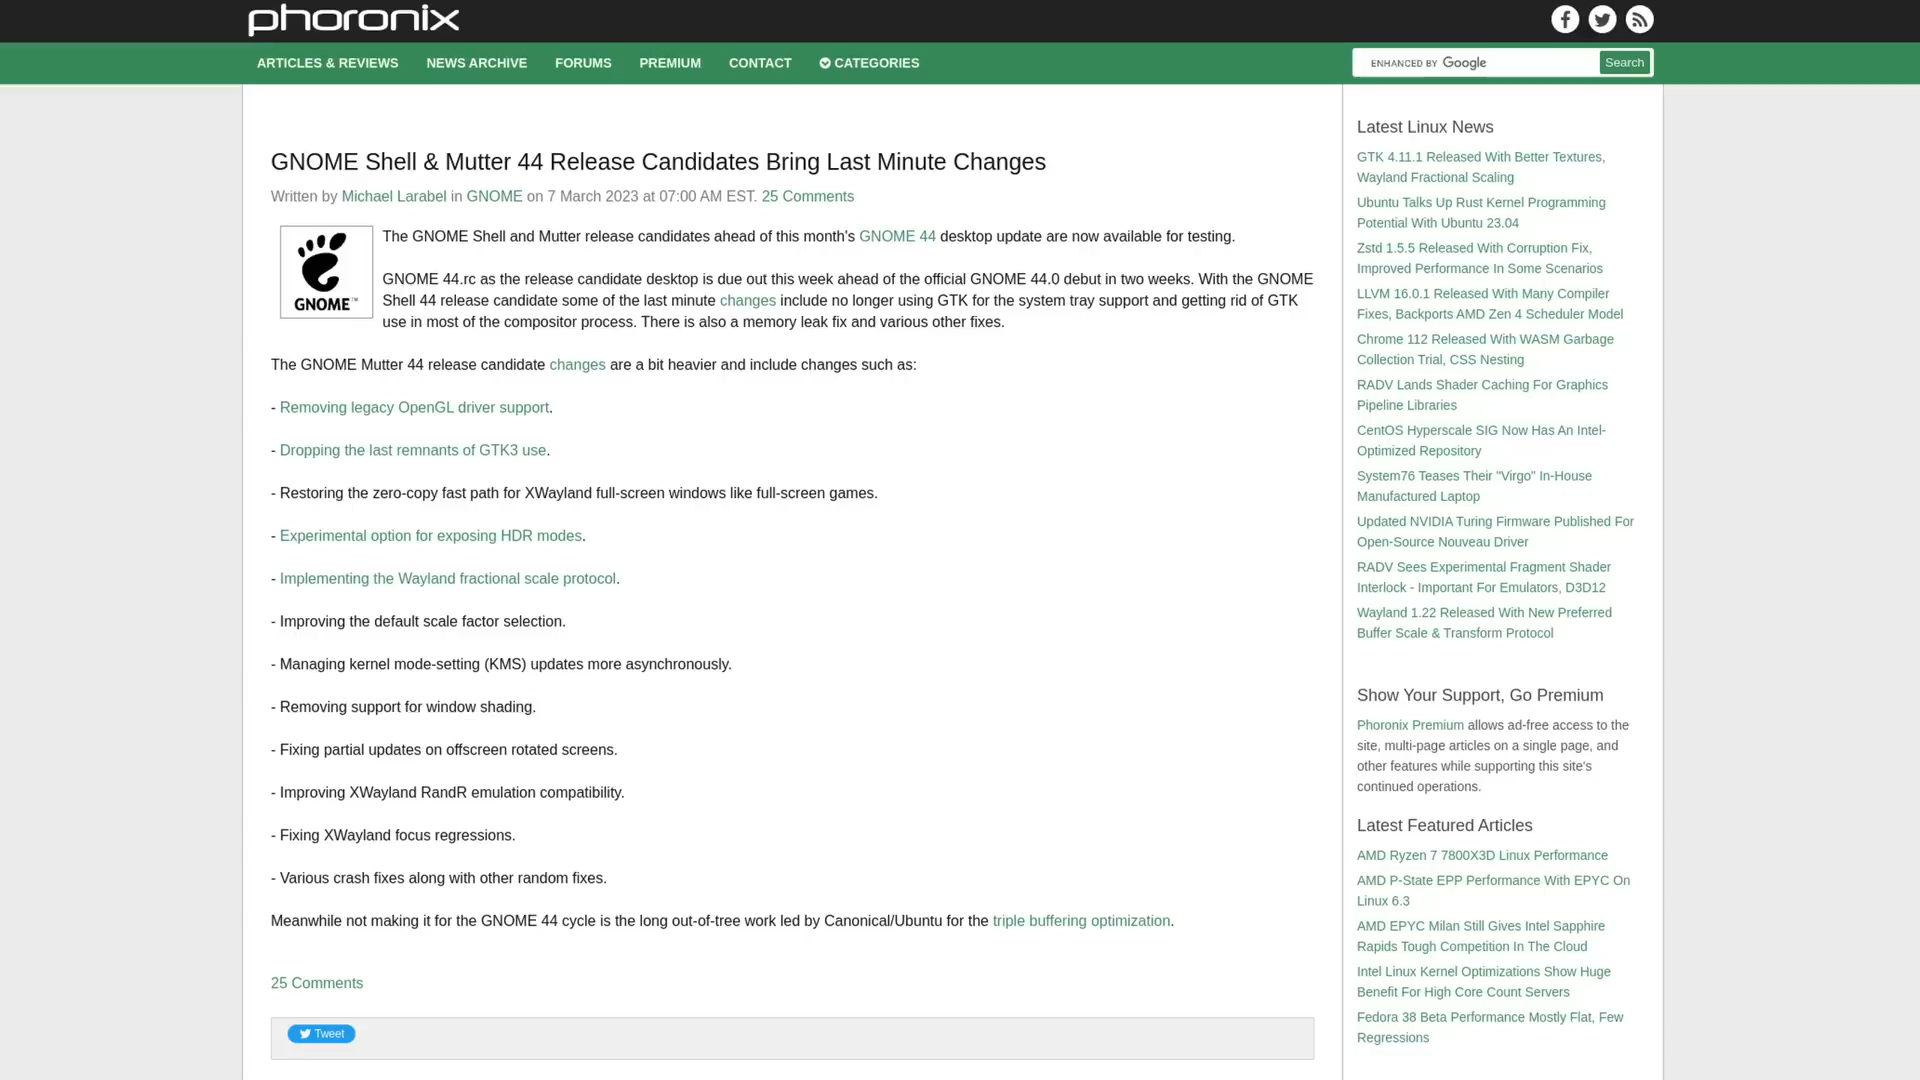 phoronix
ARTICLES & REVIEWS NEWS ARCHIVE FORUMS PREMIUM CONTACT CATEGORIES
ENHANCED BY Google Search
GNOME Shell & Mutter 44 Release Candidates Bring Last Minute Changes
Written by Michael Larabel in GNOME on 7 March 2023 at 07:00 AM EST. 25 Comments
GNOME™
The GNOME Shell and Mutter release candidates ahead of this month's GNOME 44 desktop update are now available for testing.
GNOME 44.rc as the release candidate desktop is due out this week ahead of the official GNOME 44.0 debut in two weeks. With the GNOME
Shell 44 release candidate some of the last minute changes include no longer using GTK for the system tray support and getting rid of GTK
use in most of the compositor process. There is also a memory leak fix and various other fixes.
The GNOME Mutter 44 release candidate changes are a bit heavier and include changes such as:
- Removing legacy OpenGL driver support.
- Dropping the last remnants of GTK3 use.
- Restoring the zero-copy fast path for XWayland full-screen windows like full-screen games.
- Experimental option for exposing HDR modes.
- Implementing the Wayland fractional scale protocol.
- Improving the default scale factor selection.
- Managing kernel mode-setting (KMS) updates more asynchronously.
- Removing support for window shading.
- Fixing partial updates on offscreen rotated screens.
- Improving XWayland RandR emulation compatibility.
- Fixing XWayland focus regressions.
- Various crash fixes along with other random fixes.
Meanwhile not making it for the GNOME 44 cycle is the long out-of-tree work led by Canonical/Ubuntu for the triple buffering optimization.
25 Comments
Tweet
Latest Linux News
GTK 4.11.1 Released With Better Textures,
Wayland Fractional Scaling
Ubuntu Talks Up Rust Kernel Programming
Potential With Ubuntu 23.04
Zstd 1.5.5 Released With Corruption Fix,
Improved Performance In Some Scenarios
LLVM 16.0.1 Released With Many Compiler
Fixes, Backports AMD Zen 4 Scheduler Model
Chrome 112 Released With WASM Garbage
Collection Trial, CSS Nesting
RADV Lands Shader Caching For Graphics
Pipeline Libraries
CentOS Hyperscale SIG Now Has An Intel-
Optimized Repository
System76 Teases Their "Virgo" In-House
Manufactured Laptop
Updated NVIDIA Turing Firmware Published For
Open-Source Nouveau Driver
RADV Sees Experimental Fragment Shader
Interlock - Important For Emulators, D3D12
Wayland 1.22 Released With New Preferred
Buffer Scale & Transform Protocol
Show Your Support, Go Premium
Phoronix Premium allows ad-free access to the
site, multi-page articles on a single page, and
other features while supporting this site's
continued operations.
Latest Featured Articles
AMD Ryzen 7 7800X3D Linux Performance
AMD P-State EPP Performance With EPYC On
Linux 6.3
AMD EPYC Milan Still Gives Intel Sapphire
Rapids Tough Competition In The Cloud
Intel Linux Kernel Optimizations Show Huge
Benefit For High Core Count Servers
Fedora 38 Beta Performance Mostly Flat, Few
Regressions